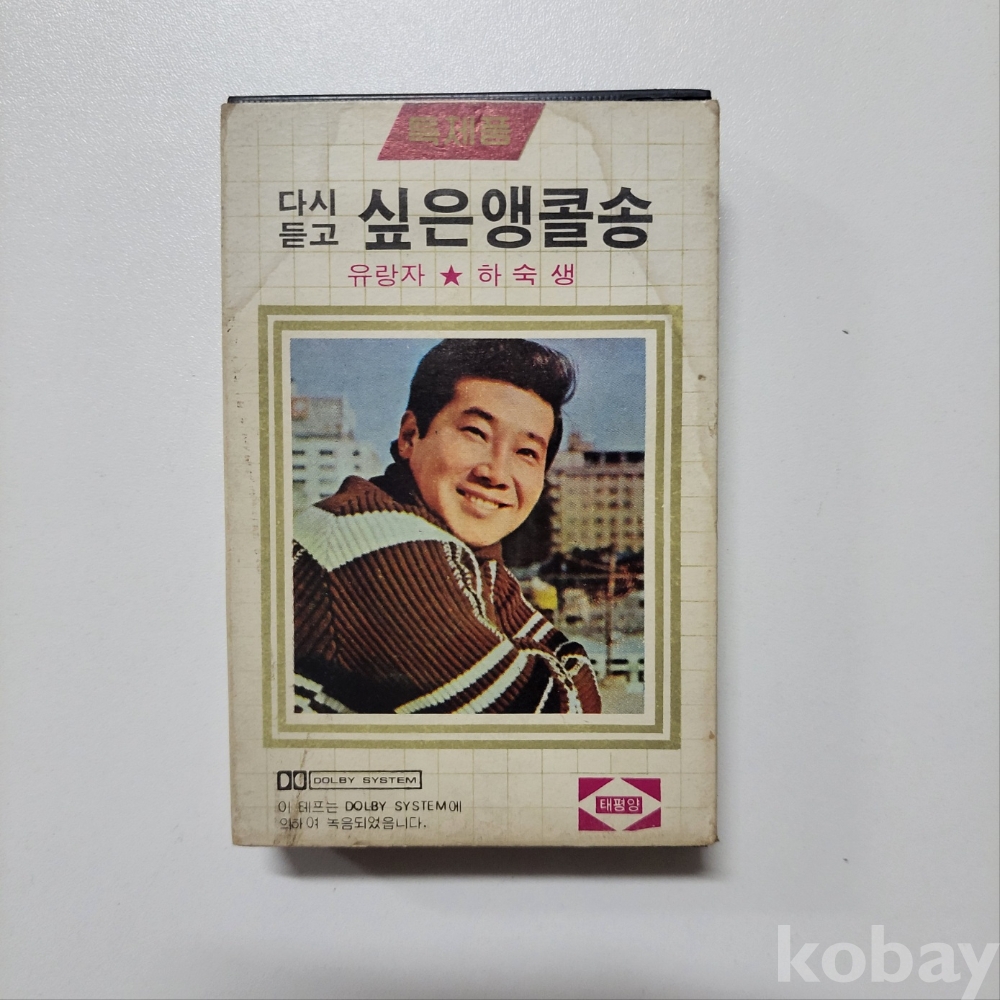 특제품
다시
듣고 싶은앵콜송
유랑자 ★ 하숙생
DOLBY SYSTEM
이 테프는 DOLBY SYSTEM에
의하여 녹음되었읍니다.
태평양
kobay